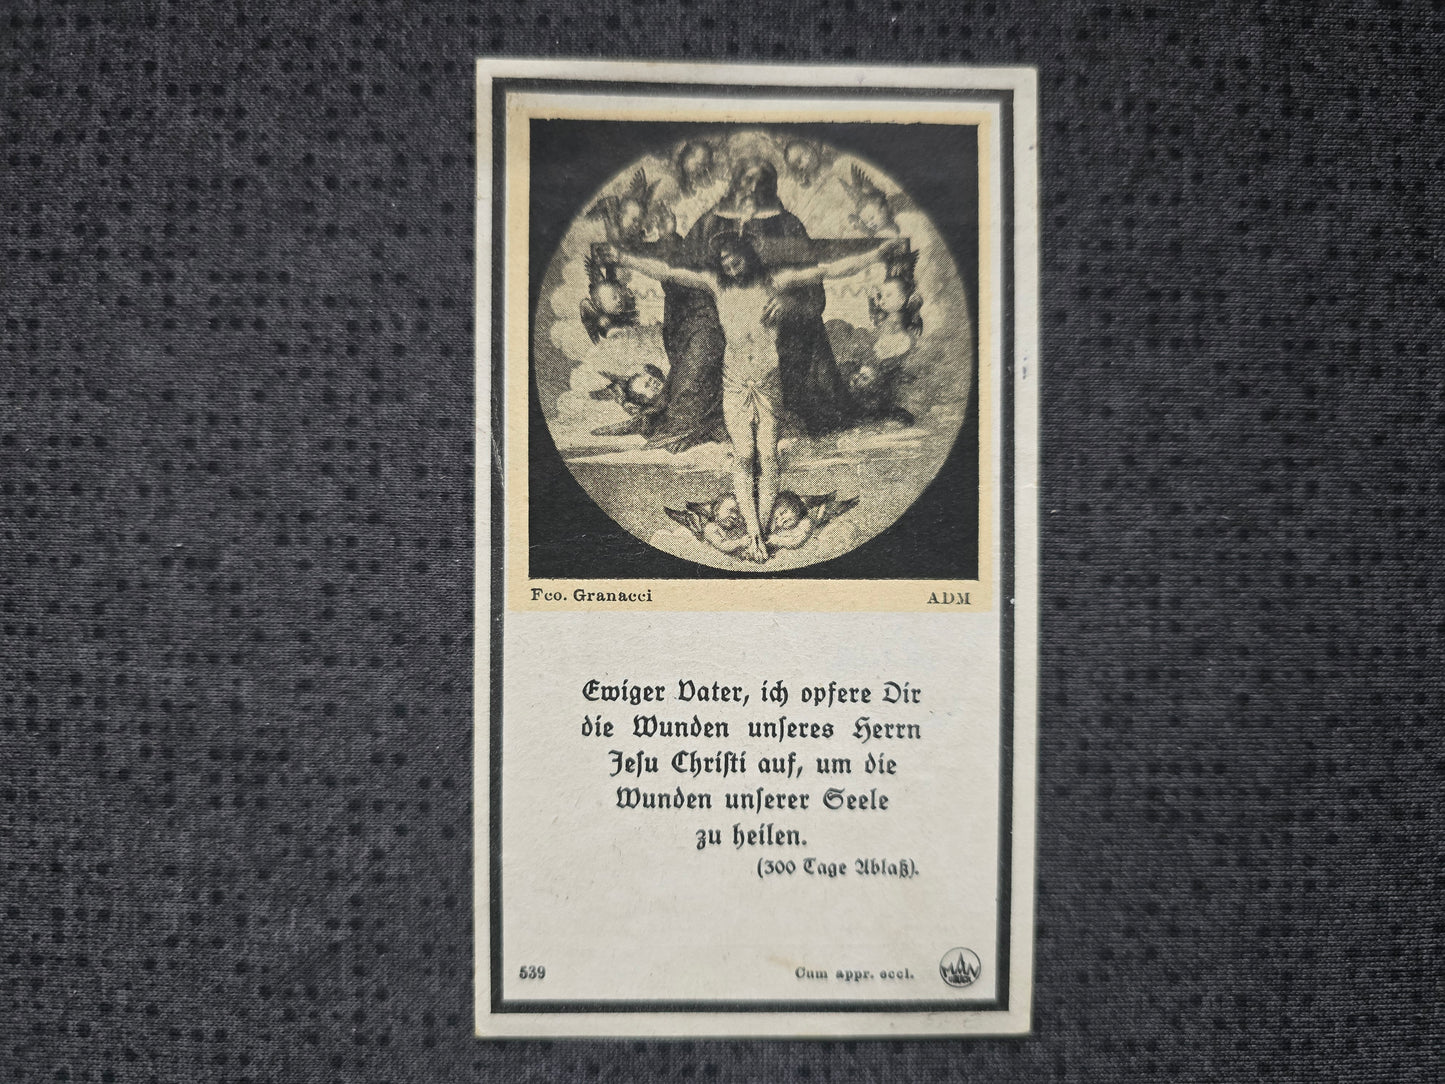 Fco. Granacci
ADM
Ewiger Vater, ich opfere Dir
die Wunden unſeres Herrn
Jeſu Chriſti auf, um die
Wunden unſerer Seele
zu heilen.
(300 Tage Ablaß).
539
Cum appr. eccl.
MAN